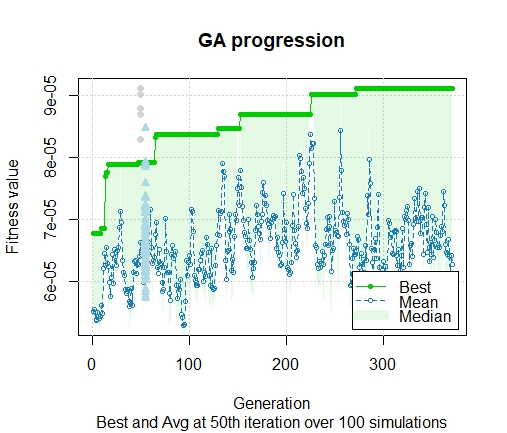 GA progression
Fitness value
9e-05
8e-05
7e-05
6e-05
0
100
200
300
Best
Mean
Median
Generation
Best and Avg at 50th iteration over 100 simulations